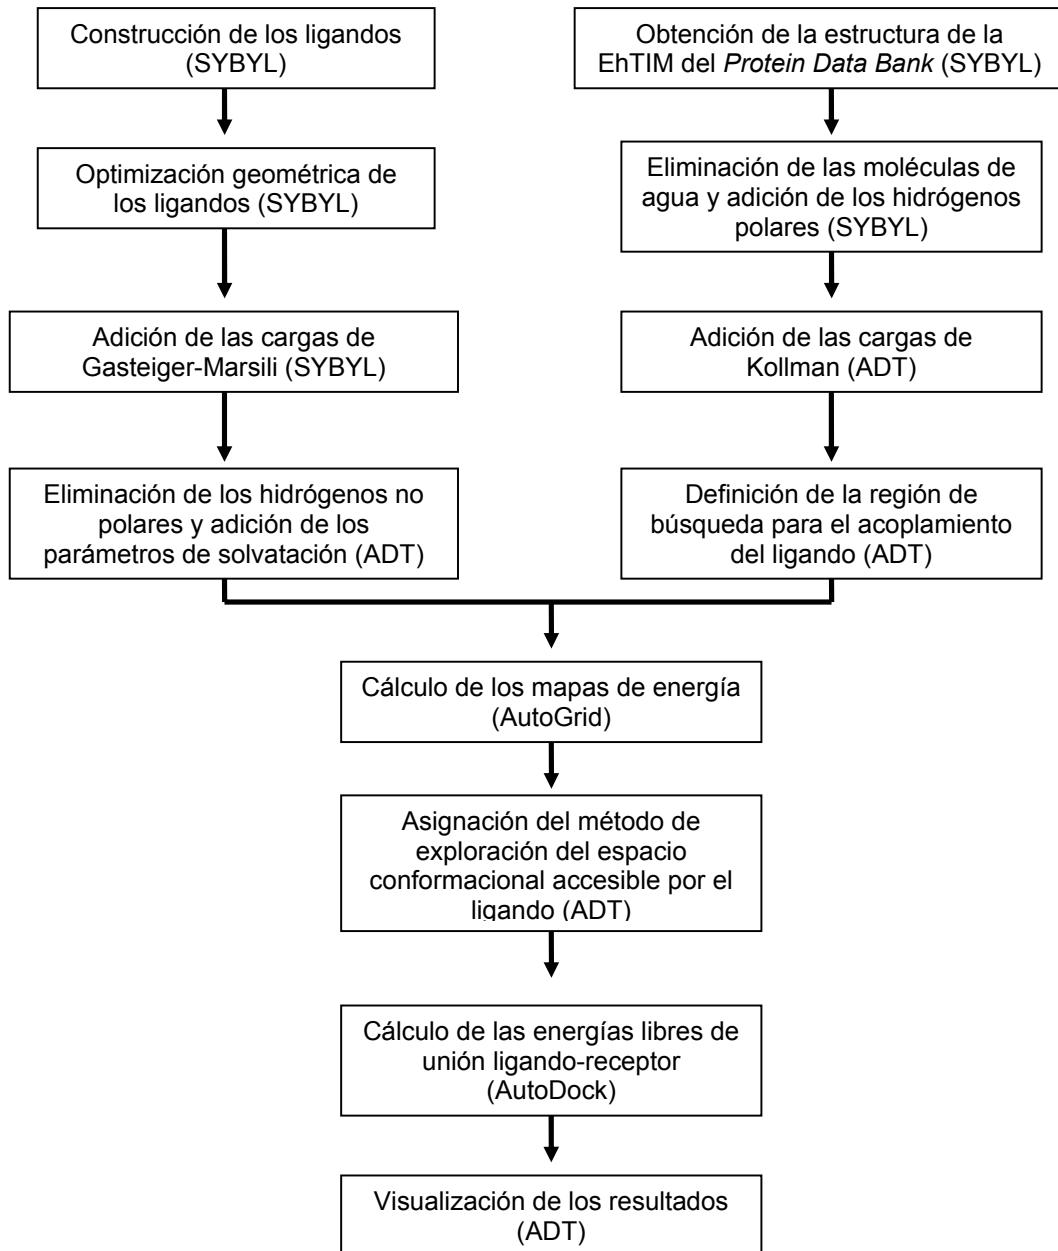 Construcción de los ligandos
(SYBYL)
Obtención de la estructura de la
EhTIM del Protein Data Bank (SYBYL)
Optimización geométrica de
los ligandos (SYBYL)
Eliminación de las moléculas de
agua y adición de los hidrógenos
polares (SYBYL)
Adición de las cargas de
Gasteiger-Marsili (SYBYL)
Adición de las cargas de
Kollman (ADT)
Eliminación de los hidrógenos no
polares y adición de los
parámetros de solvatación (ADT)
Definición de la región de
búsqueda para el acoplamiento
del ligando (ADT)
Cálculo de los mapas de energía
(AutoGrid)
Asignación del método de
exploración del espacio
conformacional accesible por el
ligando (ADT)
Cálculo de las energías libres de
unión ligando-receptor
(AutoDock)
Visualización de los resultados
(ADT)